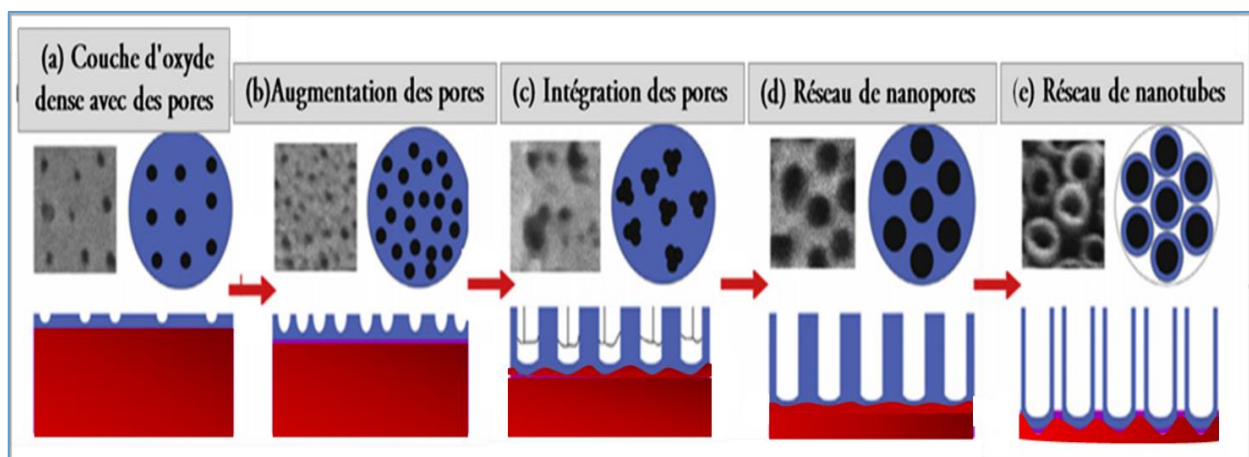 (a) Couche d'oxyde
dense avec des pores
(b)Augmentation des pores
(c) Intégration des pores
(d) Réseau de nanopores
(e) Réseau de nanotubes